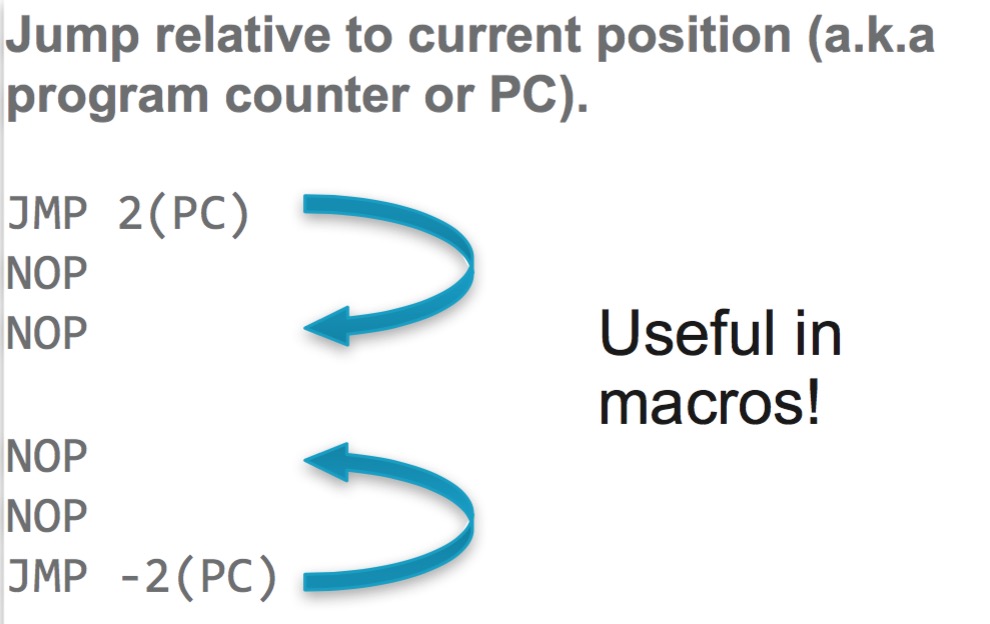 Jump relative to current position (a.k.a
program counter or PC).
JMP 2(PC)
NOP
NOP
Useful in
macros!
NOP
NOP
JMP -2(PC)